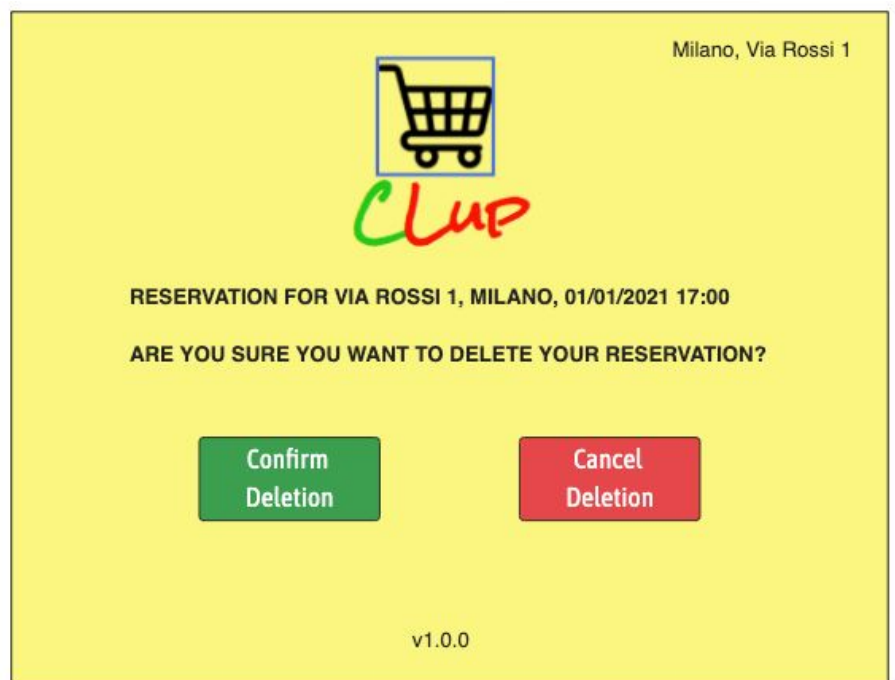 Milano, Via Rossi 1
CLup
RESERVATION FOR VIA ROSSI 1, MILANO, 01/01/2021 17:00
ARE YOU SURE YOU WANT TO DELETE YOUR RESERVATION?
Confirm
Deletion
Cancel
Deletion
v1.0.0